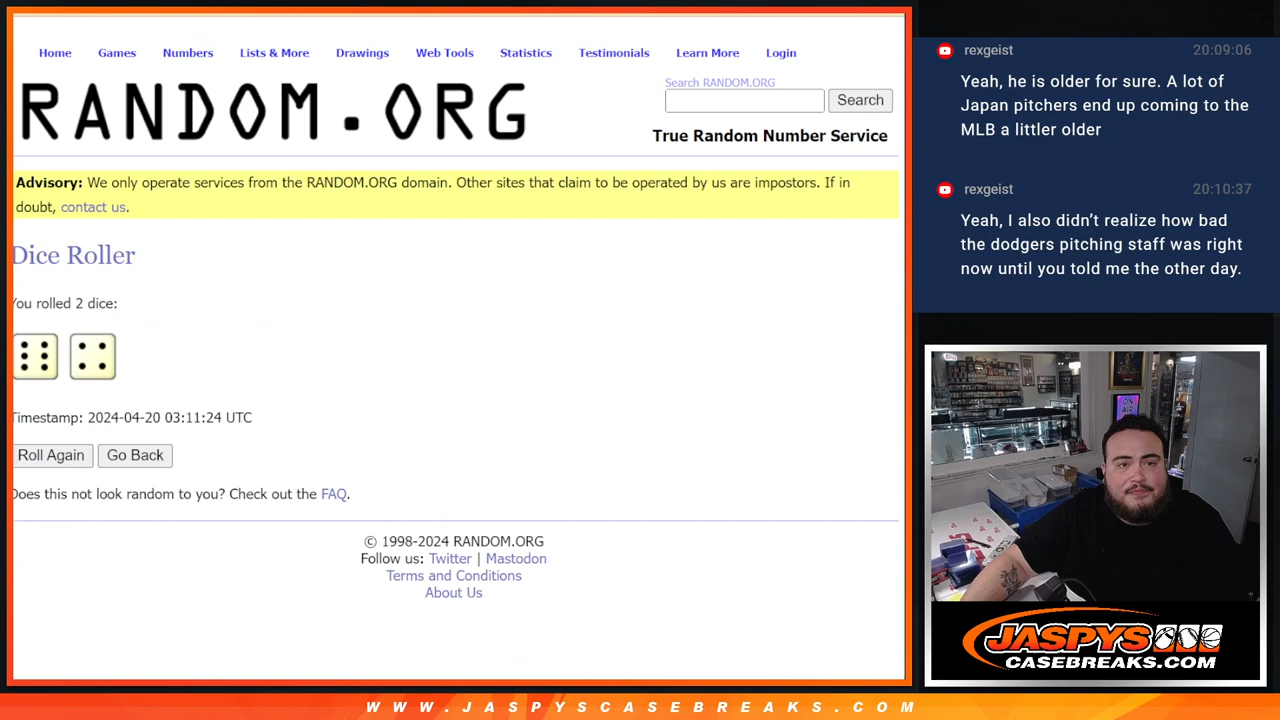 Home Games Numbers Lists & More Drawings Web Tools Statistics Testimonials Learn More Login
RANDOM.ORG
Search RANDOM.ORG
Search
True Random Number Service
Advisory: We only operate services from the RANDOM.ORG domain. Other sites that claim to be operated by us are impostors. If in
doubt, contact us.
Dice Roller
You rolled 2 dice:
Timestamp: 2024-04-20 03:11:24 UTC
Roll Again Go Back
Does this not look random to you? Check out the FAQ.
© 1998-2024 RANDOM.ORG
Follow us: Twitter | Mastodon
Terms and Conditions
About Us
rexgeist 20:09:06
Yeah, he is older for sure. A lot of
Japan pitchers end up coming to the
MLB a littler older
rexgeist 20:10:37
Yeah, I also didn’t realize how bad
the dodgers pitching staff was right
now until you told me the other day.
ON
AIR
JASPYS
CASEBREAKS.COM
WWW.JASPYSCASEBREAKS.COM